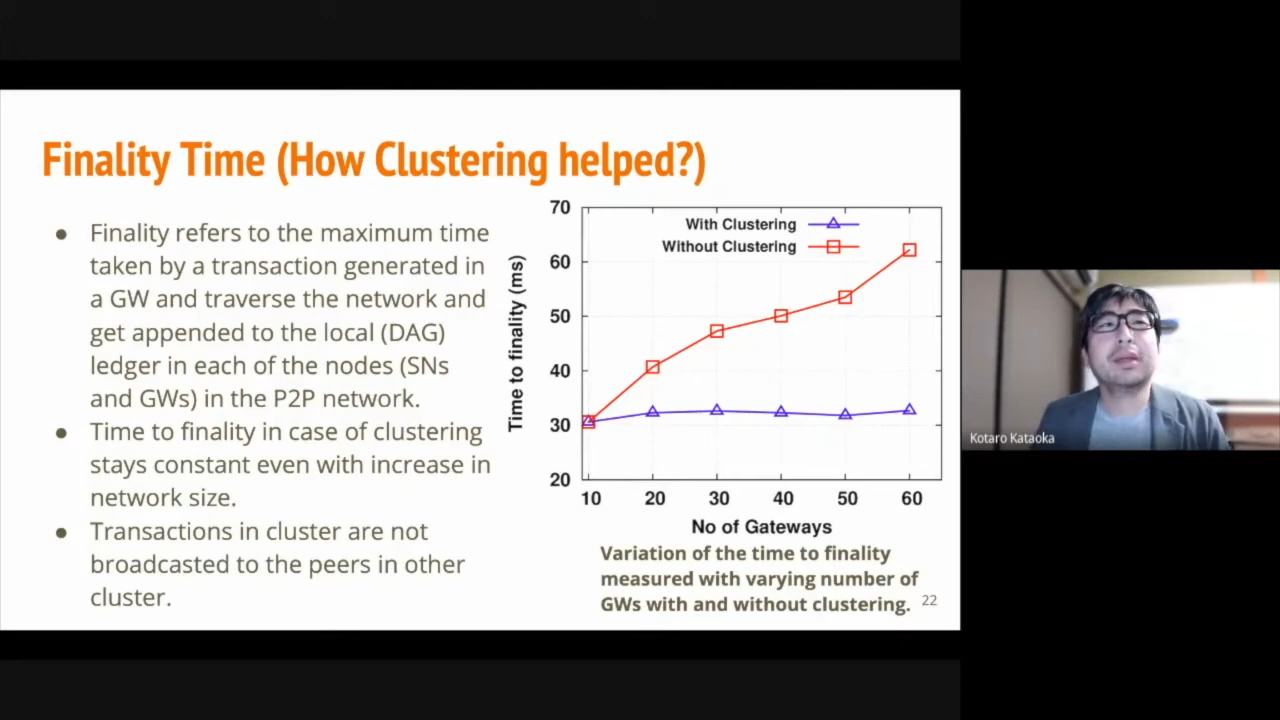 Finality Time (How Clustering helped?)
● Finality refers to the maximum time
taken by a transaction generated in
a GW and traverse the network and
get appended to the local (DAG)
ledger in each of the nodes (SNs
and GWs) in the P2P network.
● Time to finality in case of clustering
stays constant even with increase in
network size.
● Transactions in cluster are not
broadcasted to the peers in other
cluster.
With Clustering
Without Clustering
Time to finality (ms)
70
60
50
40
30
20
10 20 30 40 50 60
No of Gateways
Variation of the time to finality
measured with varying number of
GWs with and without clustering.
22
Kotaro Kataoka